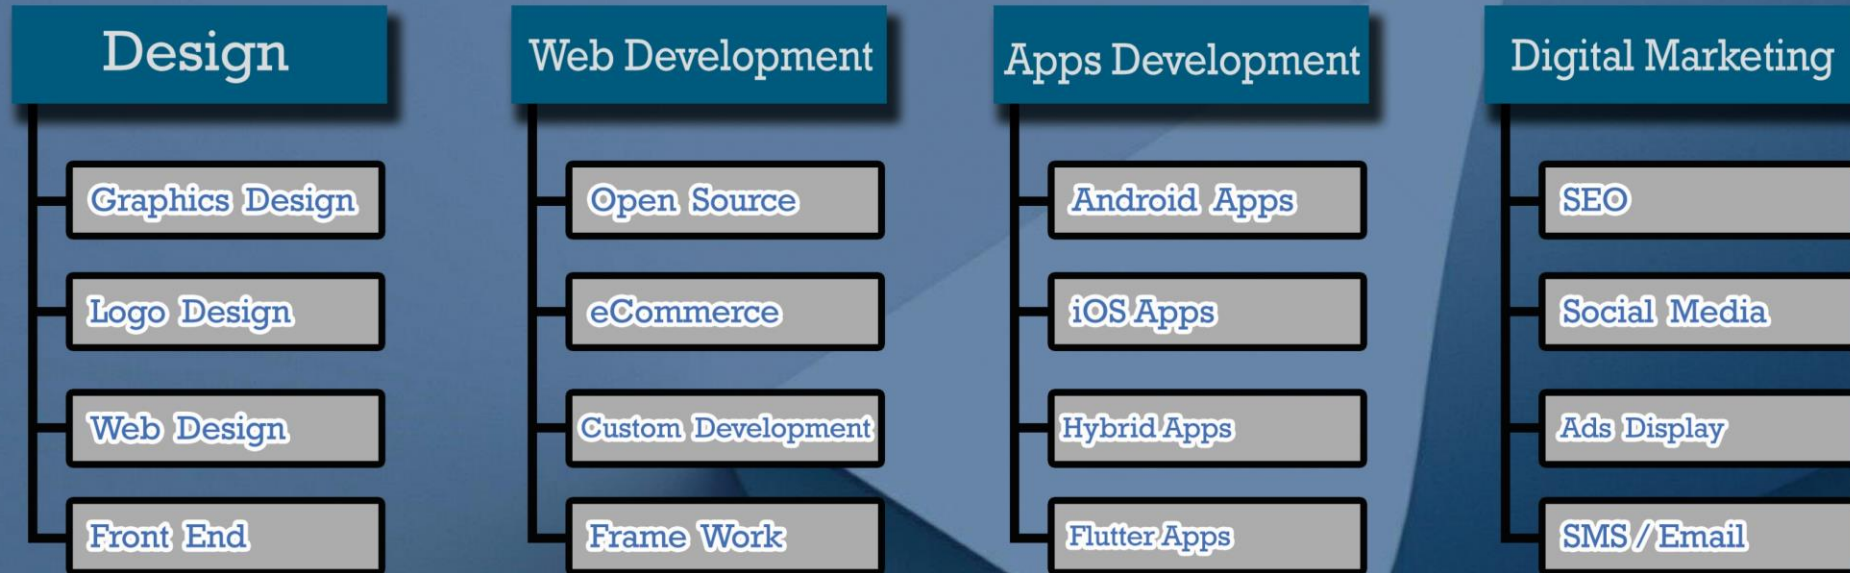 Design
Graphics Design
Logo Design
Web Design
Front End
Web Development
Open Source
eCommerce
Custom Development
Frame Work
Apps Development
Android Apps
iOS Apps
Hybrid Apps
Flutter Apps
Digital Marketing
SEO
Social Media
Ads Display
SMS / Email